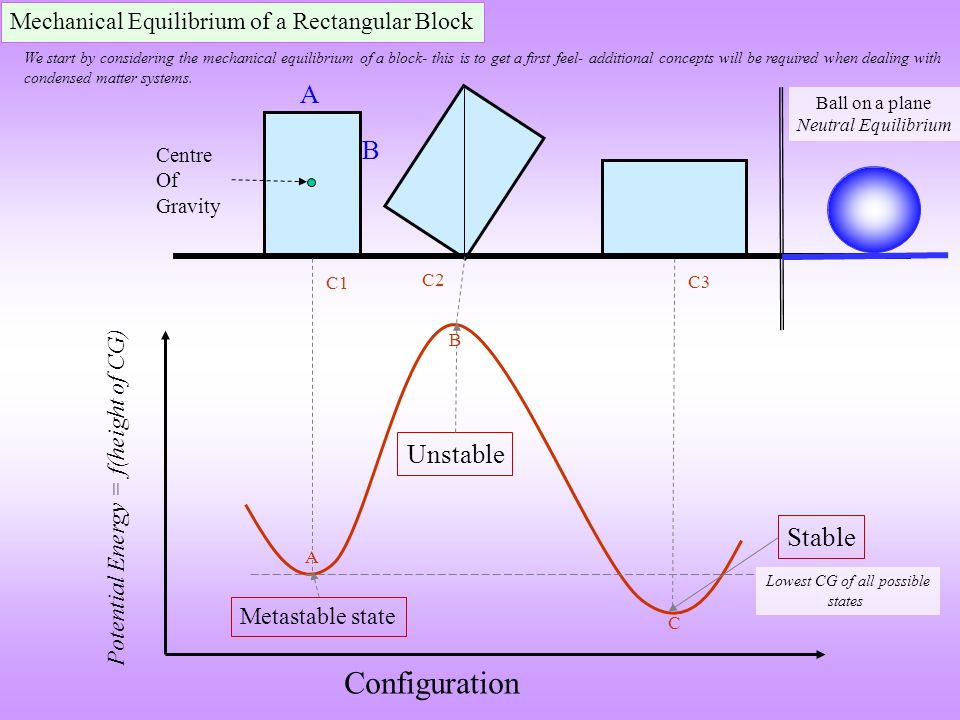 Mechanical Equilibrium of a Rectangular Block
We start by considering the mechanical equilibrium of a block- this is to get a first feel- additional concepts will be required when dealing with
condensed matter systems.
A
B
Centre
Of
Gravity
Ball on a plane
Neutral Equilibrium
C1
C2
C3
Potential Energy = f(height of CG)
B
Unstable
A
Stable
Lowest CG of all possible
states
Metastable state
C
Configuration